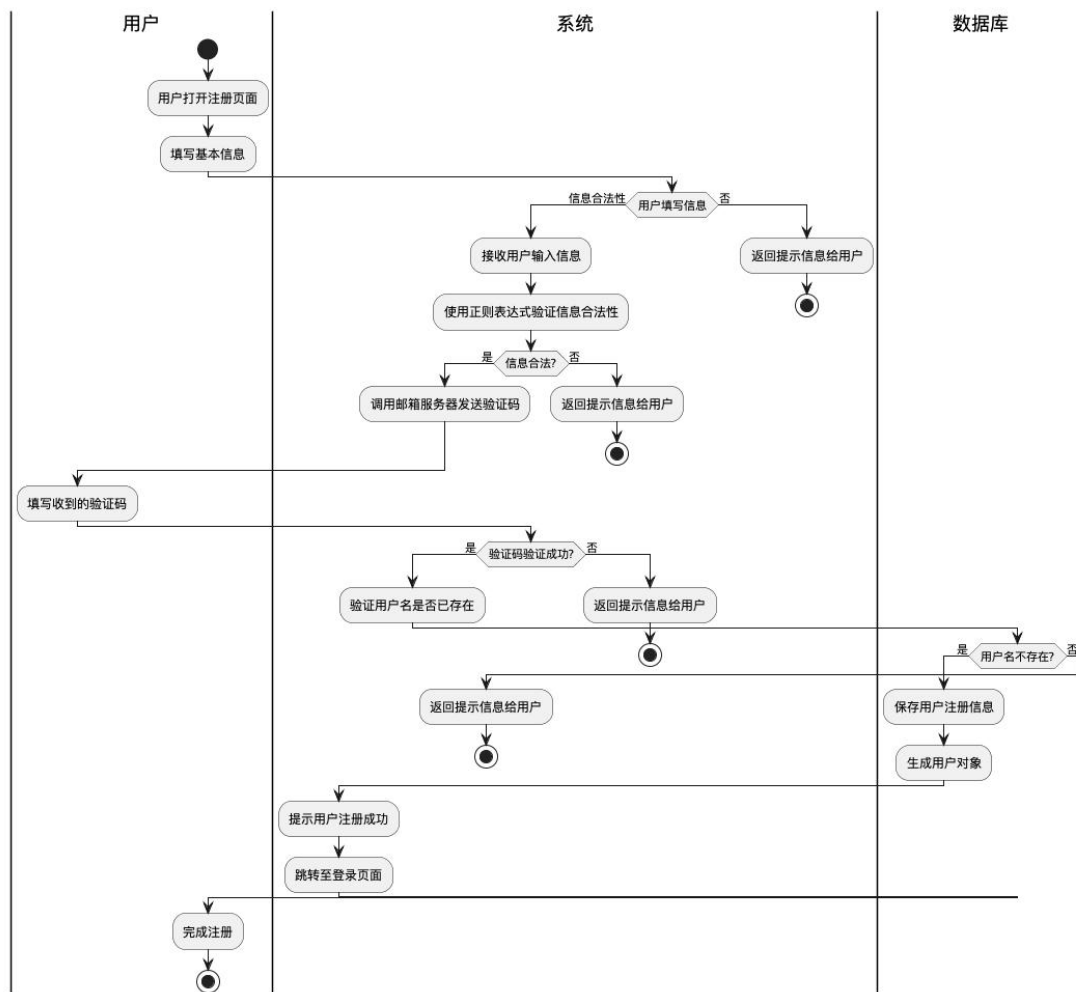 用户
系统
数据库
用户打开注册页面
填写基本信息
信息合法性
用户填写信息
否
接收用户输入信息
返回提示信息给用户
使用正则表达式验证信息合法性
是
信息合法?
否
调用邮箱服务器发送验证码
返回提示信息给用户
填写收到的验证码
是
验证码验证成功?
否
验证用户名是否已存在
返回提示信息给用户
是
用户名不存在?
否
返回提示信息给用户
保存用户注册信息
生成用户对象
提示用户注册成功
跳转至登录页面
完成注册